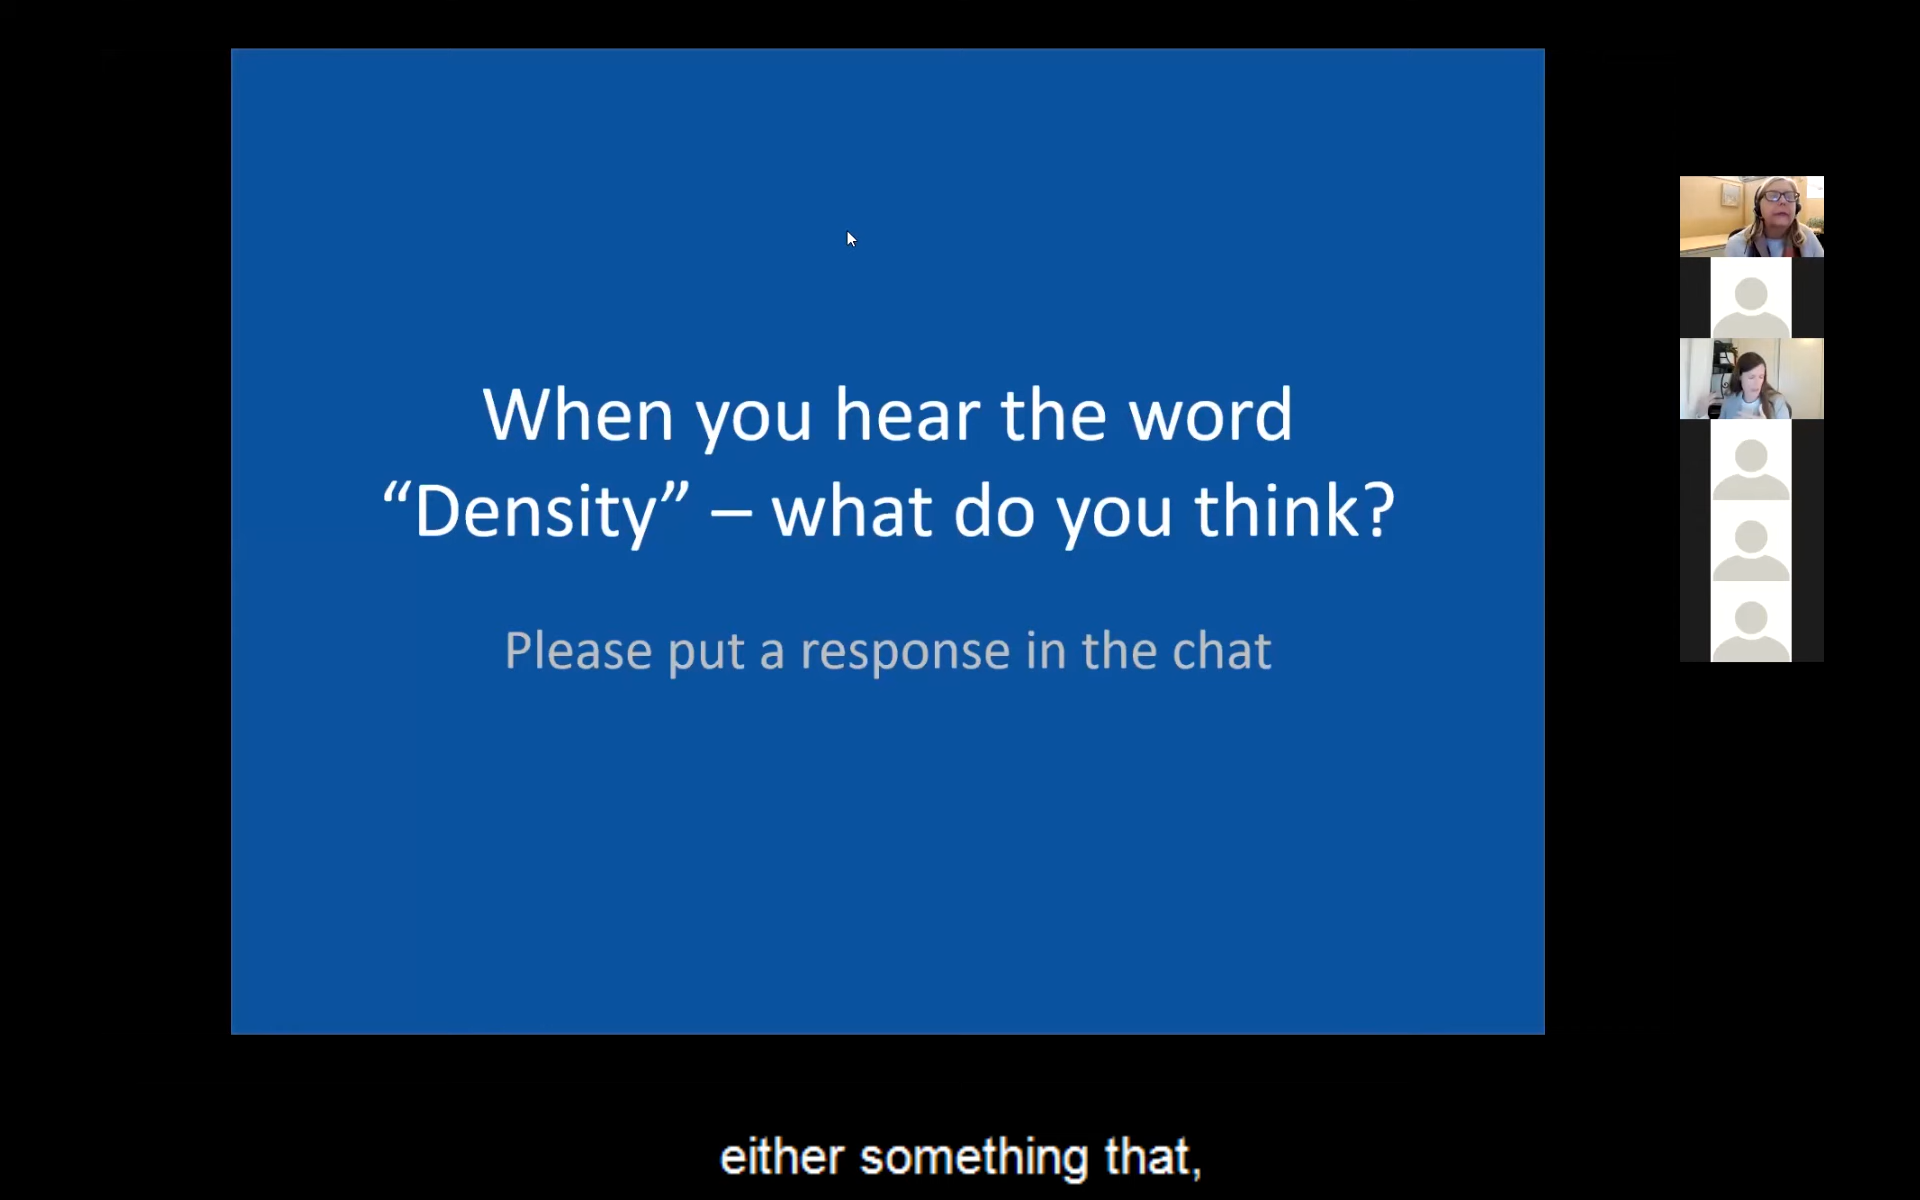 When you hear the word
“Density” – what do you think?
Please put a response in the chat
either something that,